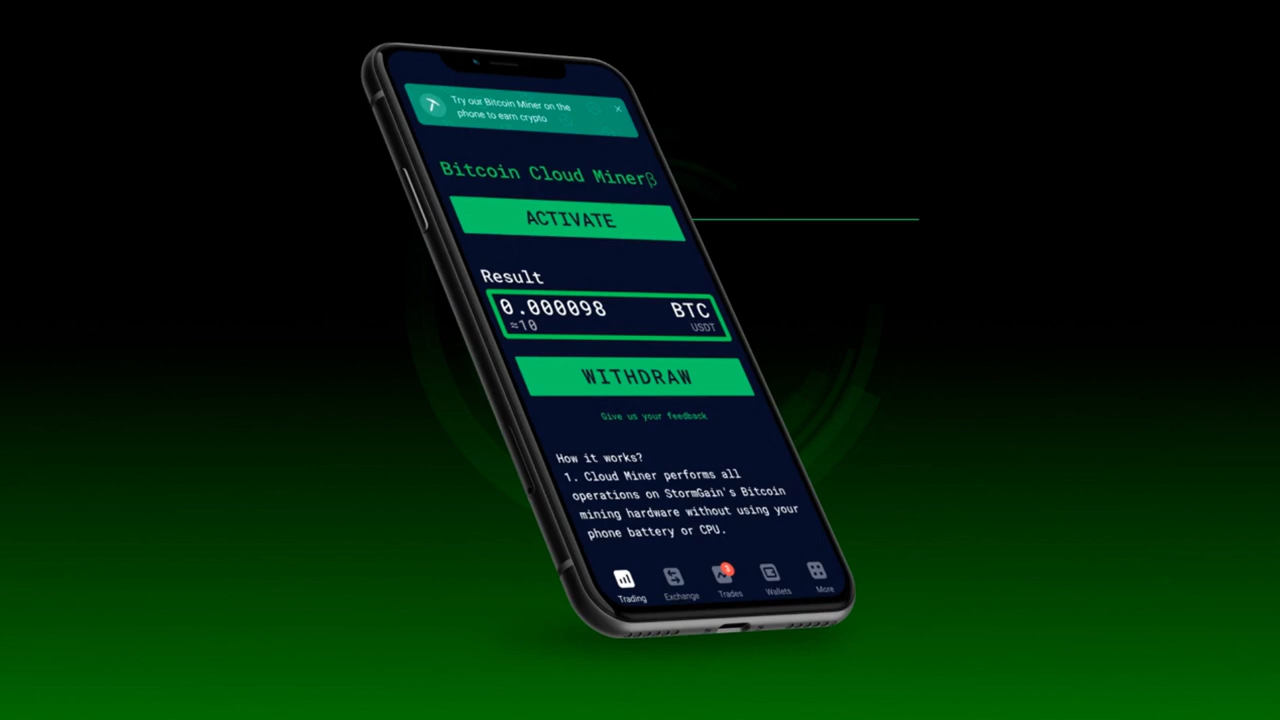 Try our Bitcoin Miner on the
phone to earn crypto
Bitcoin Cloud Minerβ
ACTIVATE
Result
0.000098 BTC
≈10 USDT
WITHDRAW
Give us your feedback
How it works?
1. Cloud Miner performs all
operations on StormGain's Bitcoin
mining hardware without using your
phone battery or CPU.
3
Trading Exchange Trades Wallets More